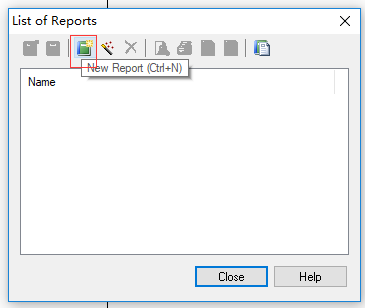 List of Reports
New Report (Ctrl+N)
Name
Close
Help